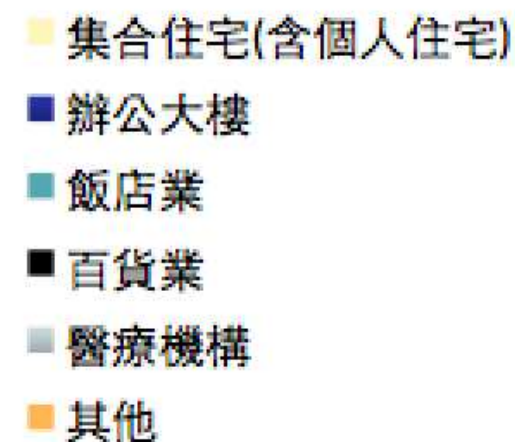 集合住宅(含個人住宅)
辦公大樓
飯店業
百貨業
醫療機構
其他